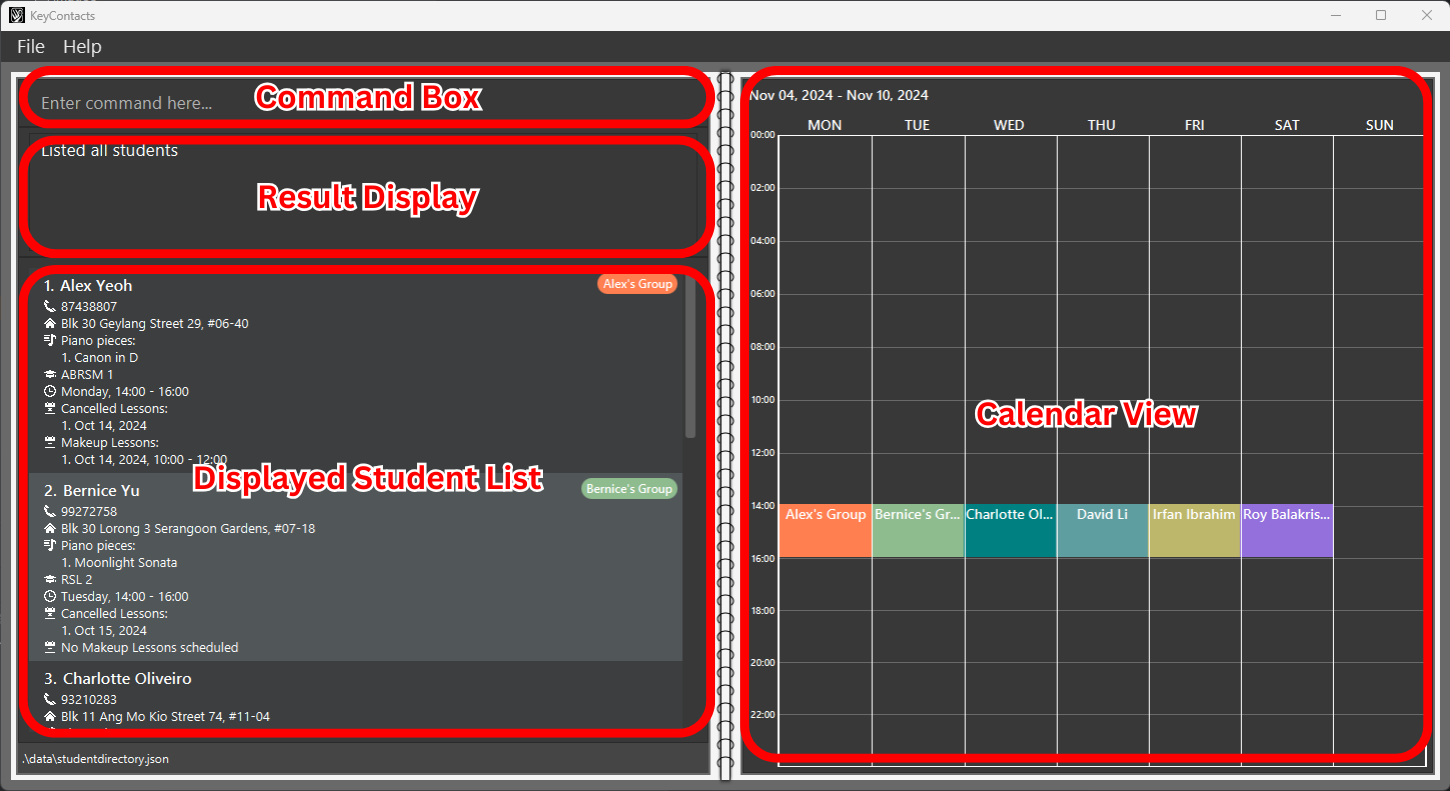 KeyContacts
File Help
Enter command here...
Command Box
Listed all students
Result Display
1. Alex Yeoh
Alex's Group
87438807
Blk 30 Geylang Street 29, #06-40
Piano pieces:
1. Canon in D
ABRSM 1
Monday, 14:00 - 16:00
Cancelled Lessons:
1. Oct 14, 2024
Makeup Lessons:
1. Oct 14, 2024, 10:00 - 12:00
Displayed Student List
2. Bernice Yu
Bernice's Group
99272758
Blk 30 Lorong 3 Serangoon Gardens, #07-18
Piano pieces:
1. Moonlight Sonata
RSL 2
Tuesday, 14:00 - 16:00
Cancelled Lessons:
1. Oct 15, 2024
No Makeup Lessons scheduled
3. Charlotte Oliveiro
93210283
Blk 11 Ang Mo Kio Street 74, #11-04
.\data\studentdirectory.json
Nov 04, 2024 - Nov 10, 2024
MON TUE WED THU FRI SAT SUN
00:00
02:00
04:00
06:00
08:00
10:00
Calendar View
12:00
14:00
Alex's Group Bernice's Gr... Charlotte Ol... David Li Irfan Ibrahim Roy Balakris...
16:00
18:00
20:00
22:00